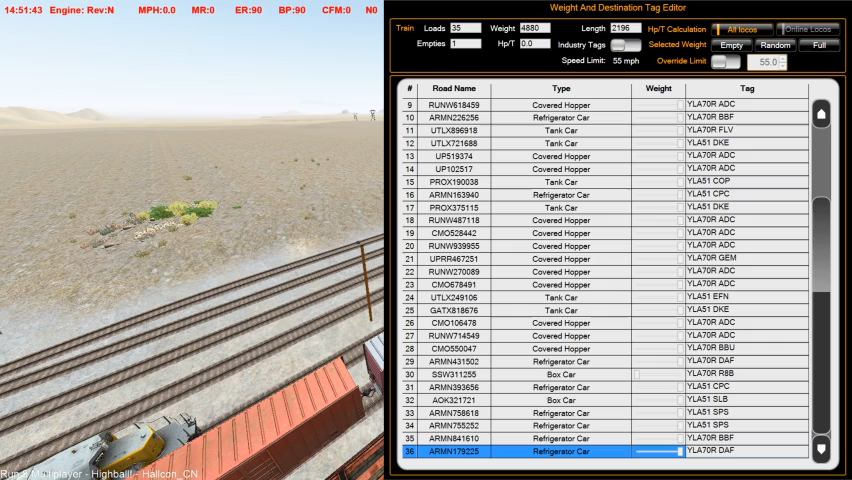 14:51:43 Engine: Rev:N MPH:0.0 MR:0 ER:90 BP:90 CFM:0 N0
Weight And Destination Tag Editor
Train Loads 35 Weight 4880 Length 2196 Hp/T Calculation All locos Online Locos
Empties 1 Hp/T 0.0 Industry Tags Selected Weight Empty Random Full
Speed Limit: 55 mph Override Limit 55.0
# Road Name Type Weight Tag
9 RUNW618459 Covered Hopper YLA70R ADC
10 ARMN226256 Refrigerator Car YLA70R BBF
11 UTLX896918 Tank Car YLA70R FLV
12 UTLX721688 Tank Car YLA51 DKE
13 UP519374 Covered Hopper YLA70R ADC
14 UP102517 Covered Hopper YLA70R ADC
15 PROX190038 Tank Car YLA51 COP
16 ARMN163940 Refrigerator Car YLA51 CPC
17 PROX375115 Tank Car YLA51 DKE
18 RUNW487118 Covered Hopper YLA70R ADC
19 CMO528442 Covered Hopper YLA70R ADC
20 RUNW939955 Covered Hopper YLA70R ADC
21 UPRR467251 Covered Hopper YLA70R GEM
22 RUNW270089 Covered Hopper YLA70R ADC
23 CMO678491 Covered Hopper YLA70R ADC
24 UTLX249106 Tank Car YLA51 EFN
25 GATX818676 Tank Car YLA51 DKE
26 CMO106478 Covered Hopper YLA70R ADC
27 RUNW714549 Covered Hopper YLA70R ADC
28 CMO550047 Covered Hopper YLA70R BBU
29 ARMN431502 Refrigerator Car YLA70R DAF
30 SSW311255 Box Car YLA70R R8B
31 ARMN393656 Refrigerator Car YLA51 CPC
32 AOK321721 Box Car YLA51 SLB
33 ARMN758618 Refrigerator Car YLA51 SPS
34 ARMN755252 Refrigerator Car YLA51 SPS
35 ARMN841610 Refrigerator Car YLA70R BBF
36 ARMN179225 Refrigerator Car YLA70R DAF
Run 8 Multiplayer - Highball! - Hallcon_CN